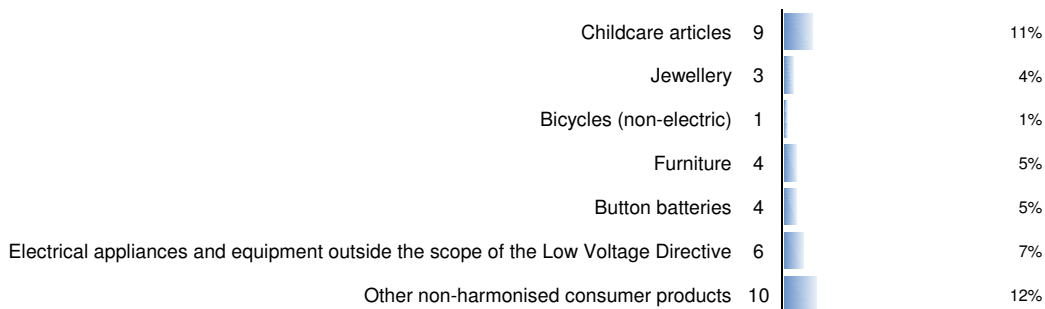 Childcare articles 9 11%
Jewellery 3 4%
Bicycles (non-electric) 1 1%
Furniture 4 5%
Button batteries 4 5%
Electrical appliances and equipment outside the scope of the Low Voltage Directive 6 7%
Other non-harmonised consumer products 10 12%